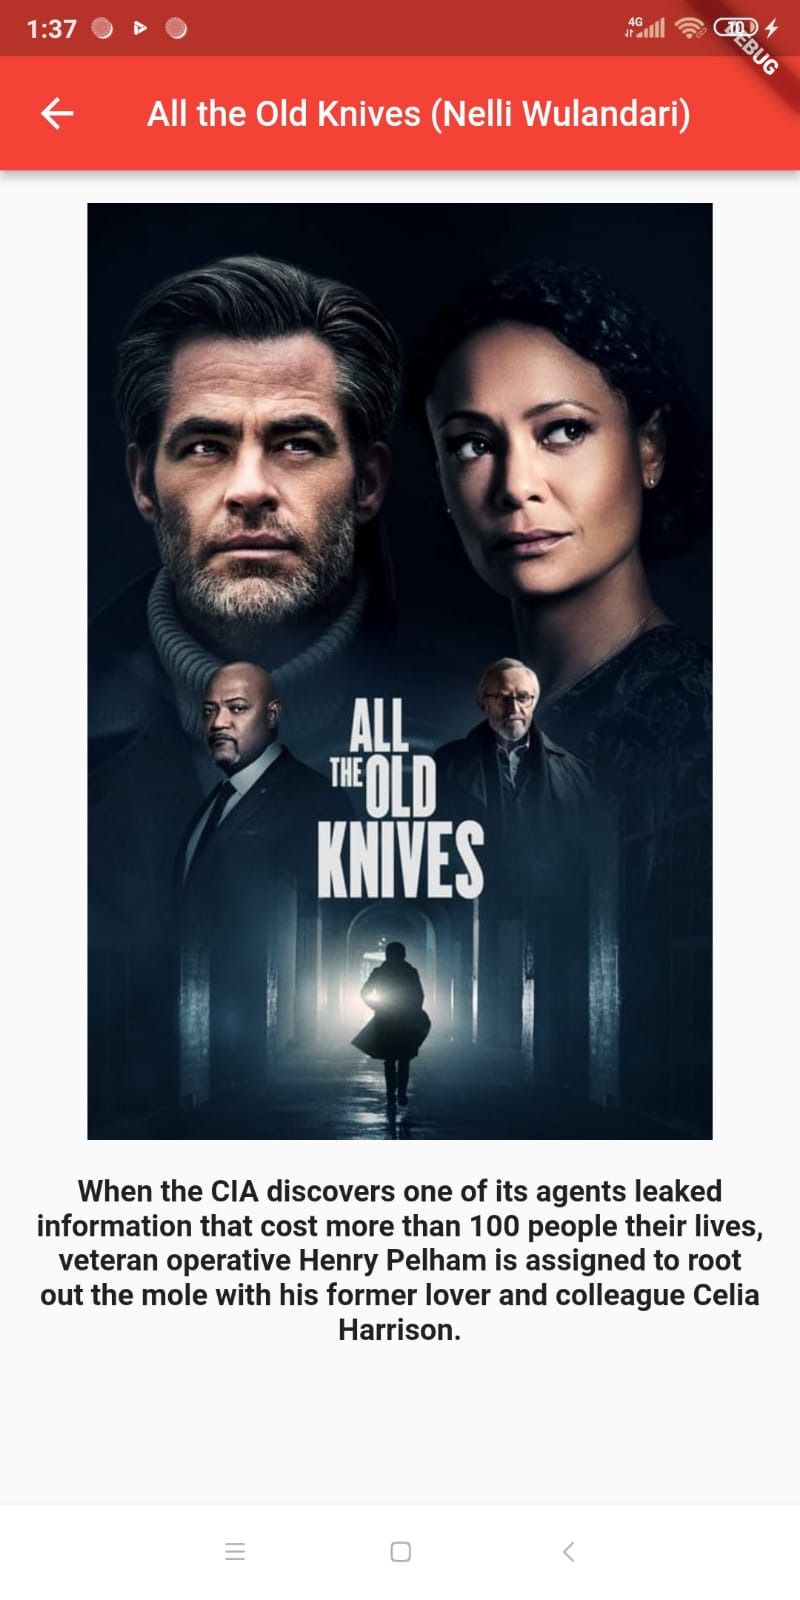 1:37
4G
10
DEBUG
All the Old Knives (Nelli Wulandari)
ALL
THE OLD
KNIVES
When the CIA discovers one of its agents leaked
information that cost more than 100 people their lives,
veteran operative Henry Pelham is assigned to root
out the mole with his former lover and colleague Celia
Harrison.